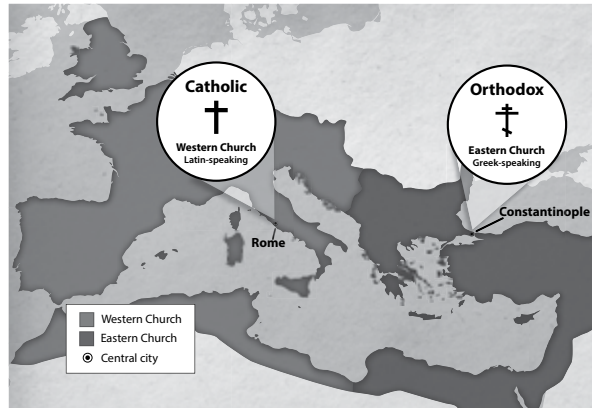 Catholic
Western Church
Latin-speaking
Orthodox
Eastern Church
Greek-speaking
Constantinople
Rome
Western Church
Eastern Church
Central city